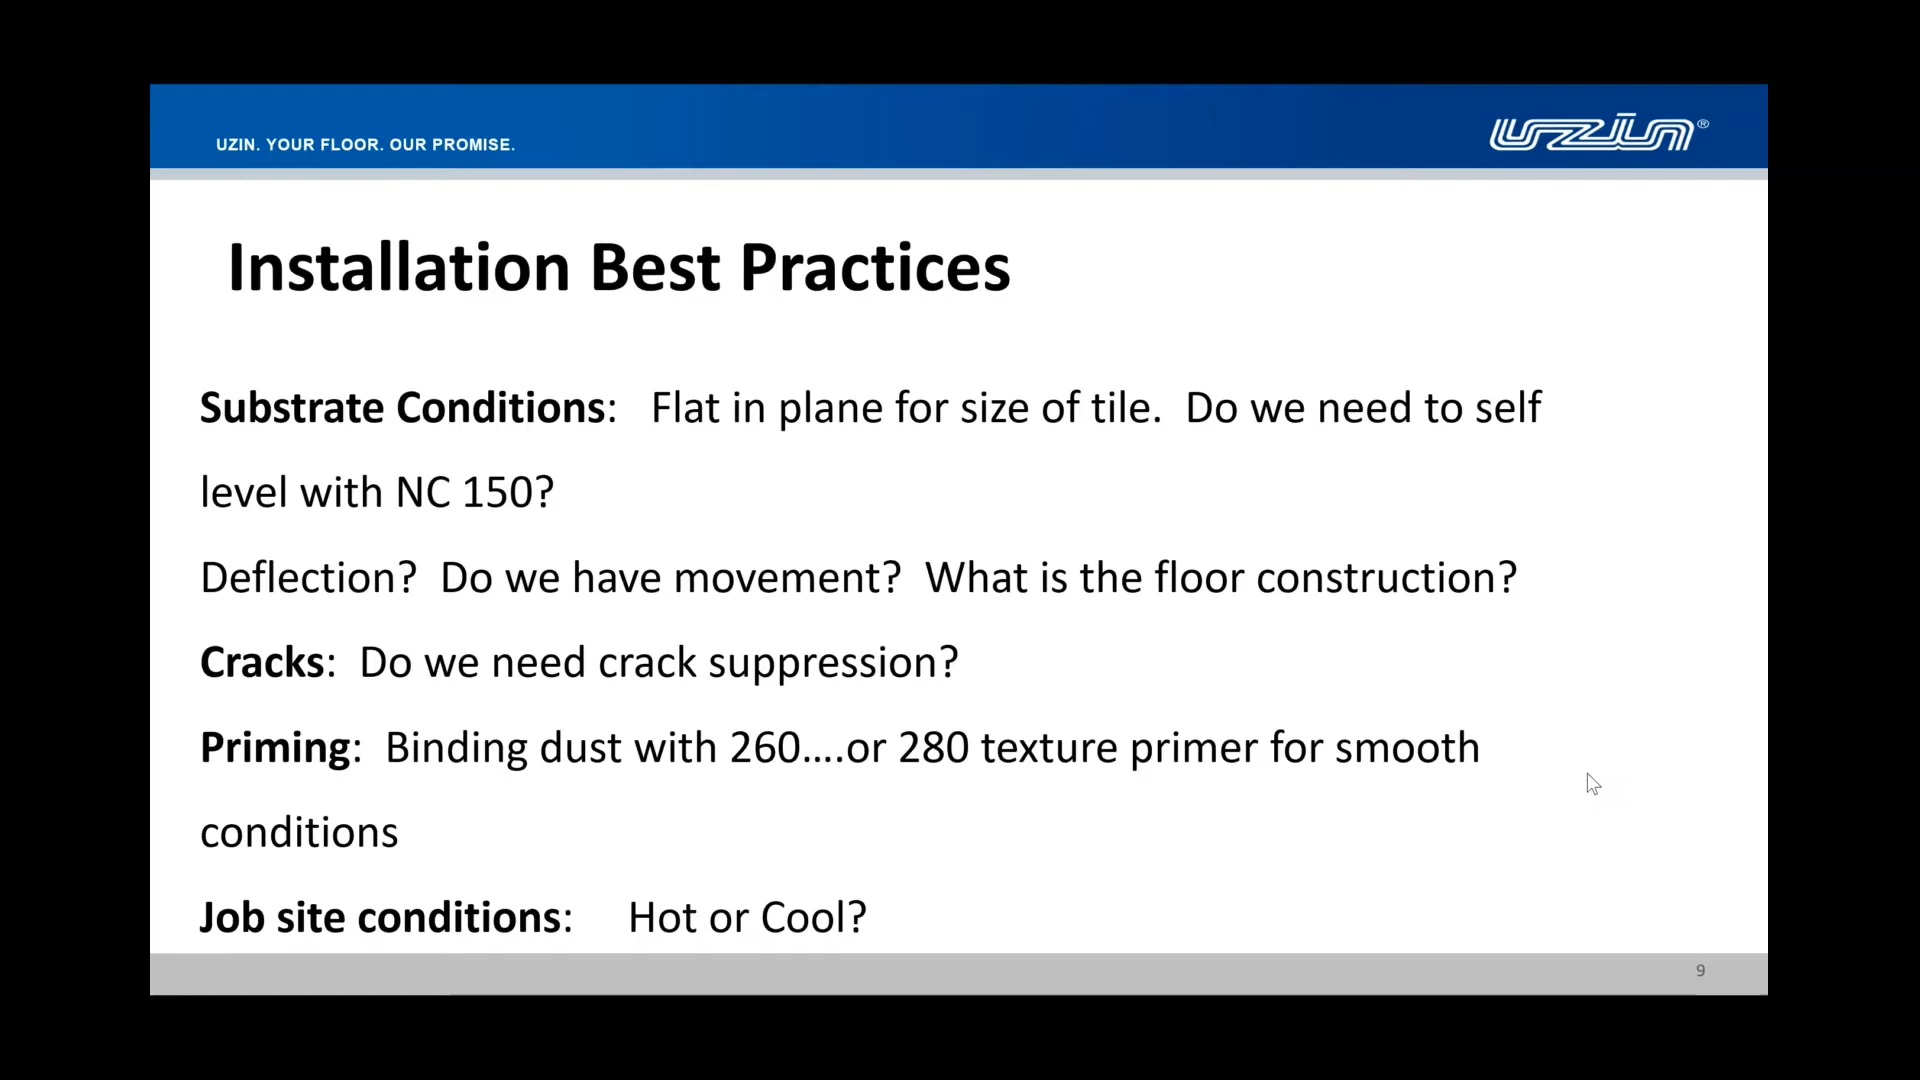 UZIN. YOUR FLOOR. OUR PROMISE.
uzin®
Installation Best Practices
Substrate Conditions: Flat in plane for size of tile. Do we need to self
level with NC 150?
Deflection? Do we have movement? What is the floor construction?
Cracks: Do we need crack suppression?
Priming: Binding dust with 260....or 280 texture primer for smooth
conditions
Job site conditions: Hot or Cool?
9